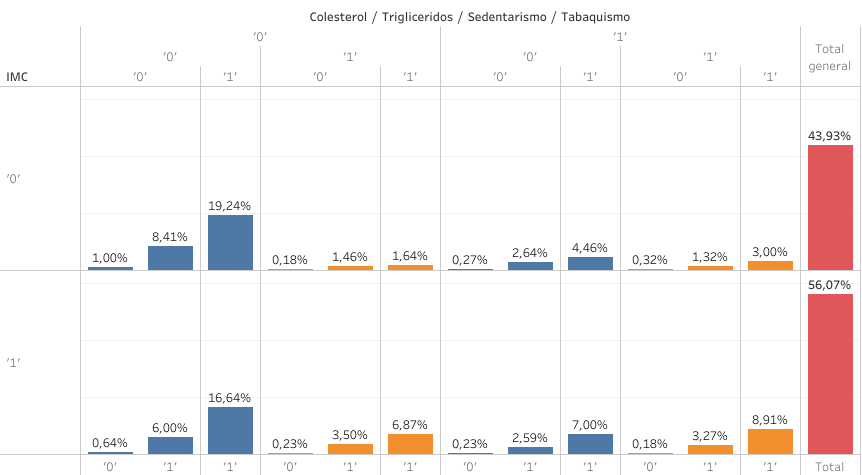 Colesterol / Trigliceridos / Sedentarismo / Tabaquismo
'0' '1' Total general
'0' '1' '0' '1'
IMC '0' '1' '0' '1' '0' '1' '0' '1'
'0'
43,93%
19,24%
8,41%
1,00% 0,18% 1,46% 1,64% 0,27% 2,64% 4,46% 0,32% 1,32% 3,00%
'1'
56,07%
16,64%
0,64% 6,00% 0,23% 3,50% 6,87% 0,23% 2,59% 7,00% 0,18% 3,27% 8,91%
'0' '1' '1' '0' '1' '1' '0' '1' '1' '0' '1' '1' Total